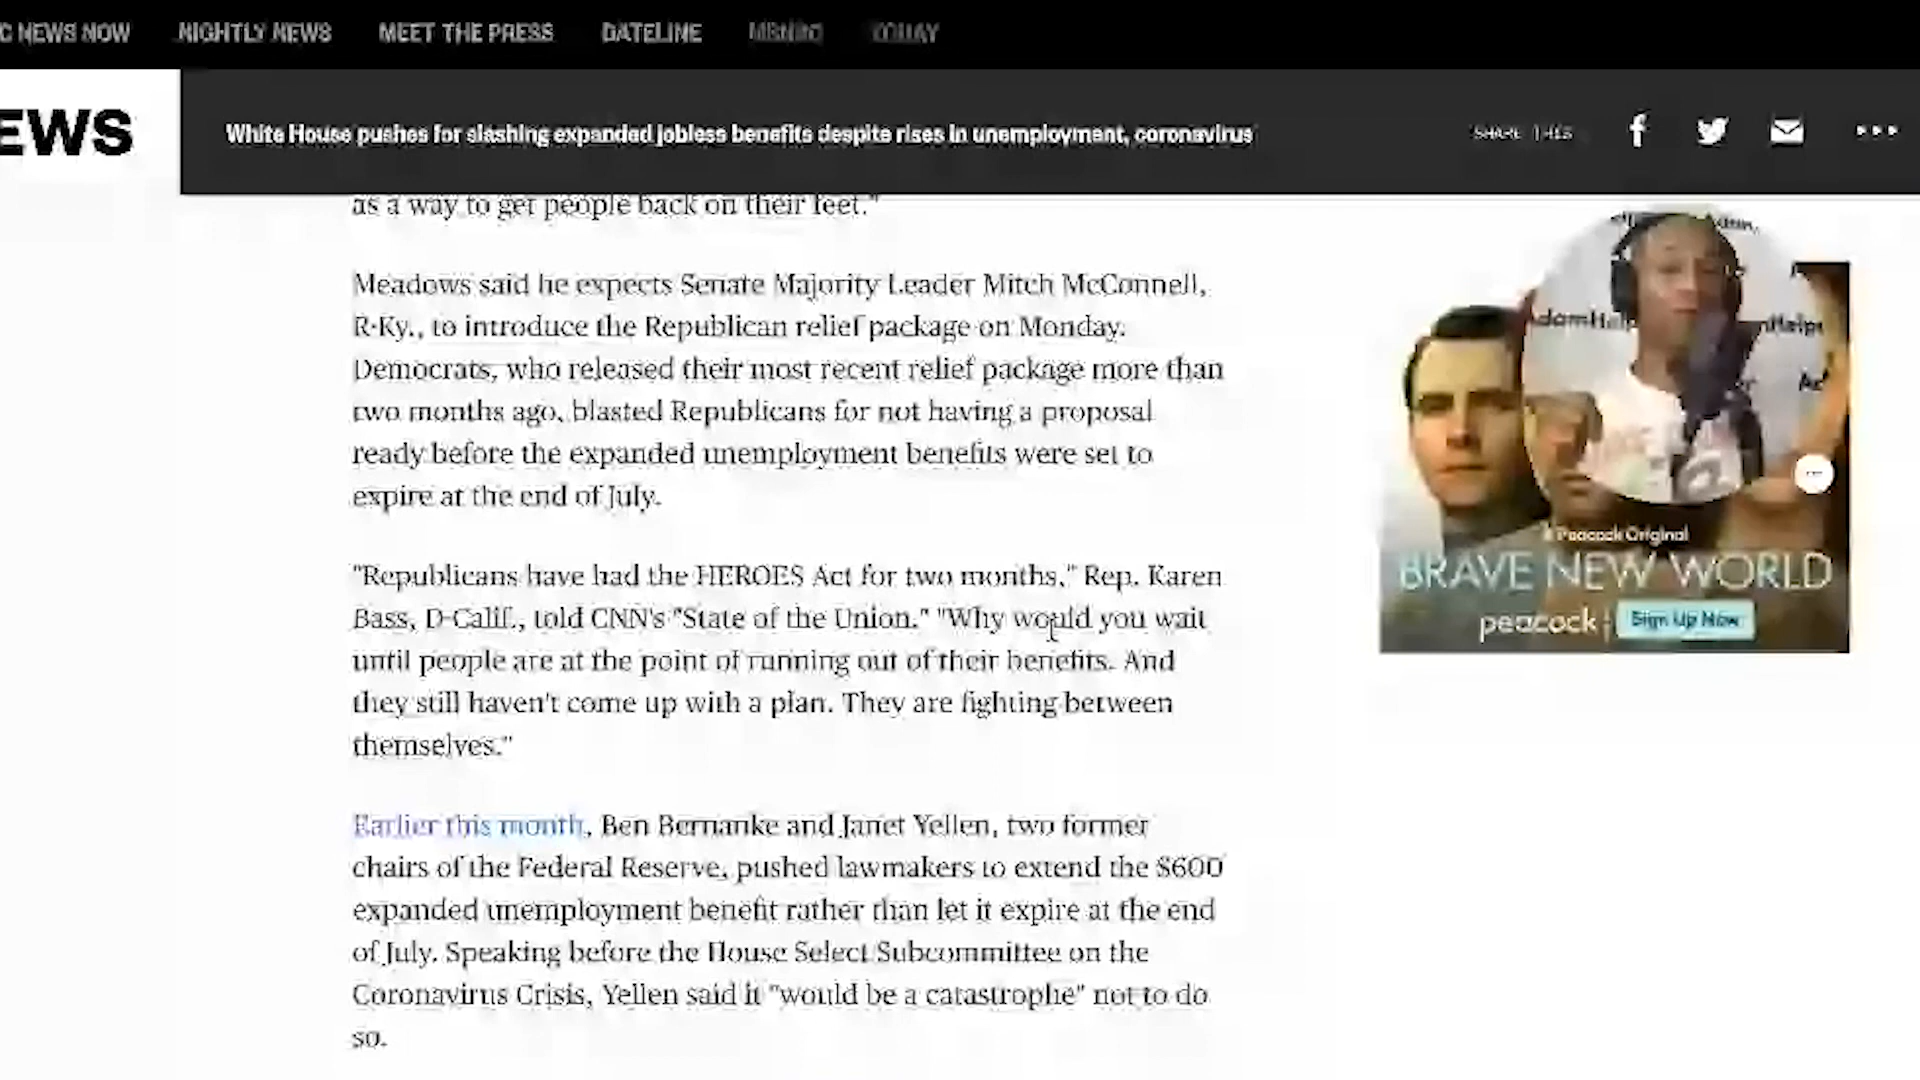 C NEWS NOW NIGHTLY NEWS MEET THE PRESS DATELINE MSNBC TODAY
EWS
White House pushes for slashing expanded jobless benefits despite rises in unemployment, coronavirus
SHARE THIS
as a way to get people back on their feet."
Meadows said he expects Senate Majority Leader Mitch McConnell,
R-Ky., to introduce the Republican relief package on Monday.
Democrats, who released their most recent relief package more than
two months ago, blasted Republicans for not having a proposal
ready before the expanded unemployment benefits were set to
expire at the end of July.
"Republicans have had the HEROES Act for two months," Rep. Karen
Bass, D-Calif., told CNN's "State of the Union." "Why would you wait
until people are at the point of running out of their benefits. And
they still haven't come up with a plan. They are fighting between
themselves."
Earlier this month, Ben Bernanke and Janet Yellen, two former
chairs of the Federal Reserve, pushed lawmakers to extend the $600
expanded unemployment benefit rather than let it expire at the end
of July. Speaking before the House Select Subcommittee on the
Coronavirus Crisis, Yellen said it "would be a catastrophe" not to do
so.
AdamHelp
nHelps
A Peacock Original
BRAVE NEW WORLD
peacock Sign Up Now